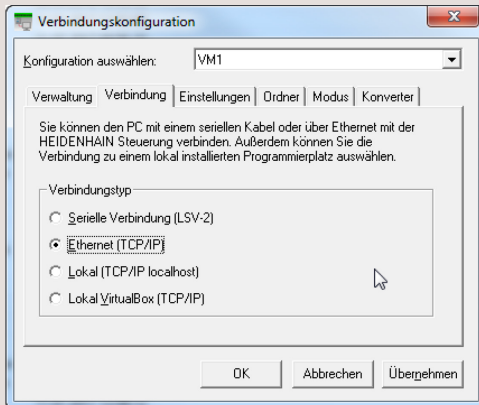 Verbindungskonfiguration
Konfiguration auswählen: VM1
Verwaltung Verbindung Einstellungen Ordner Modus Konverter
Sie können den PC mit einem seriellen Kabel oder über Ethernet mit der
HEIDENHAIN Steuerung verbinden. Außerdem können Sie die
Verbindung zu einem lokal installierten Programmierplatz auswählen.
Verbindungstyp
Serielle Verbindung (LSV-2)
Ethernet (TCP/IP)
Lokal (TCP/IP localhost)
Lokal VirtualBox (TCP/IP)
OK Abbrechen Übernehmen